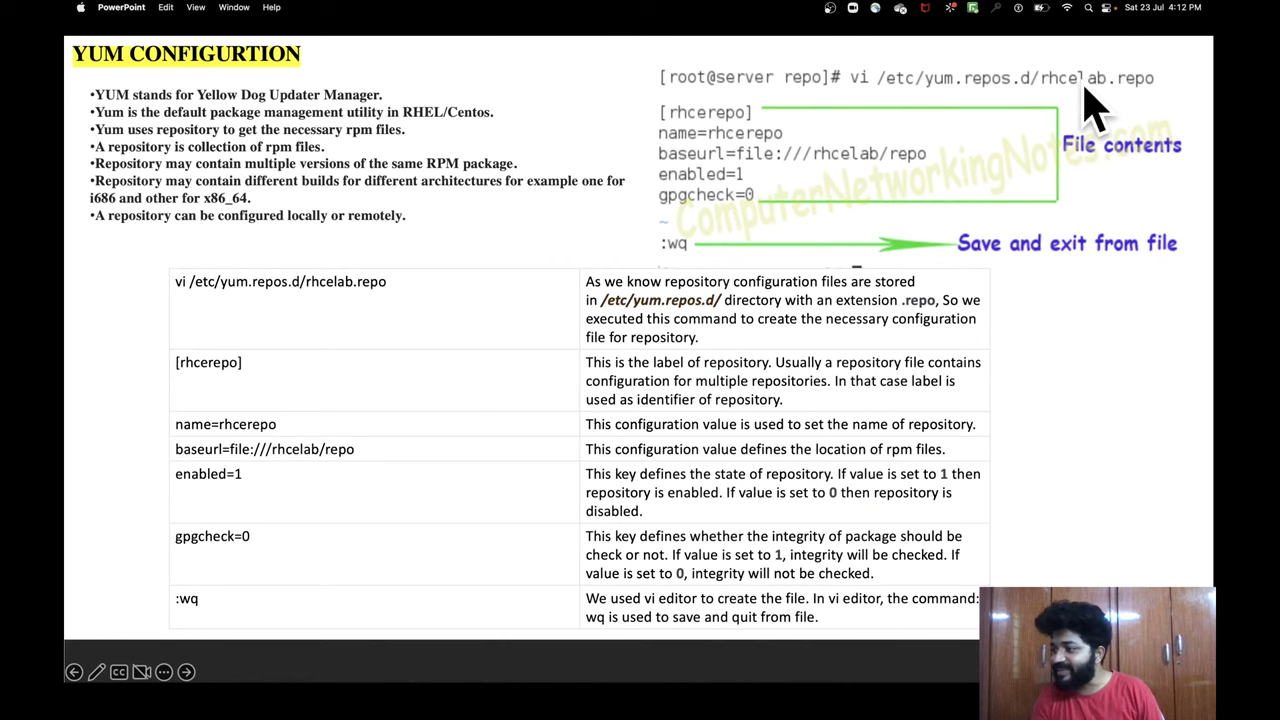 PowerPoint Edit View Window Help
Sat 23 Jul 4:12 PM
YUM CONFIGURTION
•YUM stands for Yellow Dog Updater Manager.
•Yum is the default package management utility in RHEL/Centos.
•Yum uses repository to get the necessary rpm files.
•A repository is collection of rpm files.
•Repository may contain multiple versions of the same RPM package.
•Repository may contain different builds for different architectures for example one for
i686 and other for x86_64.
•A repository can be configured locally or remotely.
[root@server repo]# vi /etc/yum.repos.d/rhcelab.repo
[rhcerepo]
name=rhcerepo
baseurl=file:///rhcelab/repo
enabled=1
gpgcheck=0
~
:wq
File contents
Save and exit from file
ComputerNetworkingNotes.com
vi /etc/yum.repos.d/rhcelab.repo
As we know repository configuration files are stored
in /etc/yum.repos.d/ directory with an extension .repo, So we
executed this command to create the necessary configuration
file for repository.
[rhcerepo]
This is the label of repository. Usually a repository file contains
configuration for multiple repositories. In that case label is
used as identifier of repository.
name=rhcerepo
This configuration value is used to set the name of repository.
baseurl=file:///rhcelab/repo
This configuration value defines the location of rpm files.
enabled=1
This key defines the state of repository. If value is set to 1 then
repository is enabled. If value is set to 0 then repository is
disabled.
gpgcheck=0
This key defines whether the integrity of package should be
check or not. If value is set to 1, integrity will be checked. If
value is set to 0, integrity will not be checked.
:wq
We used vi editor to create the file. In vi editor, the command:
wq is used to save and quit from file.
CC